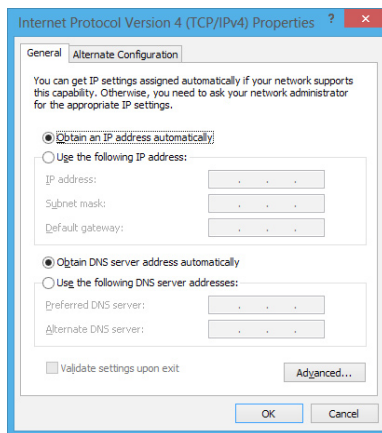 Internet Protocol Version 4 (TCP/IPv4) Properties ? ×
General Alternate Configuration
You can get IP settings assigned automatically if your network supports
this capability. Otherwise, you need to ask your network administrator
for the appropriate IP settings.
Obtain an IP address automatically
Use the following IP address:
IP address: . . .
Subnet mask: . . .
Default gateway: . . .
Obtain DNS server address automatically
Use the following DNS server addresses:
Preferred DNS server: . . .
Alternate DNS server: . . .
Validate settings upon exit
Advanced...
OK Cancel